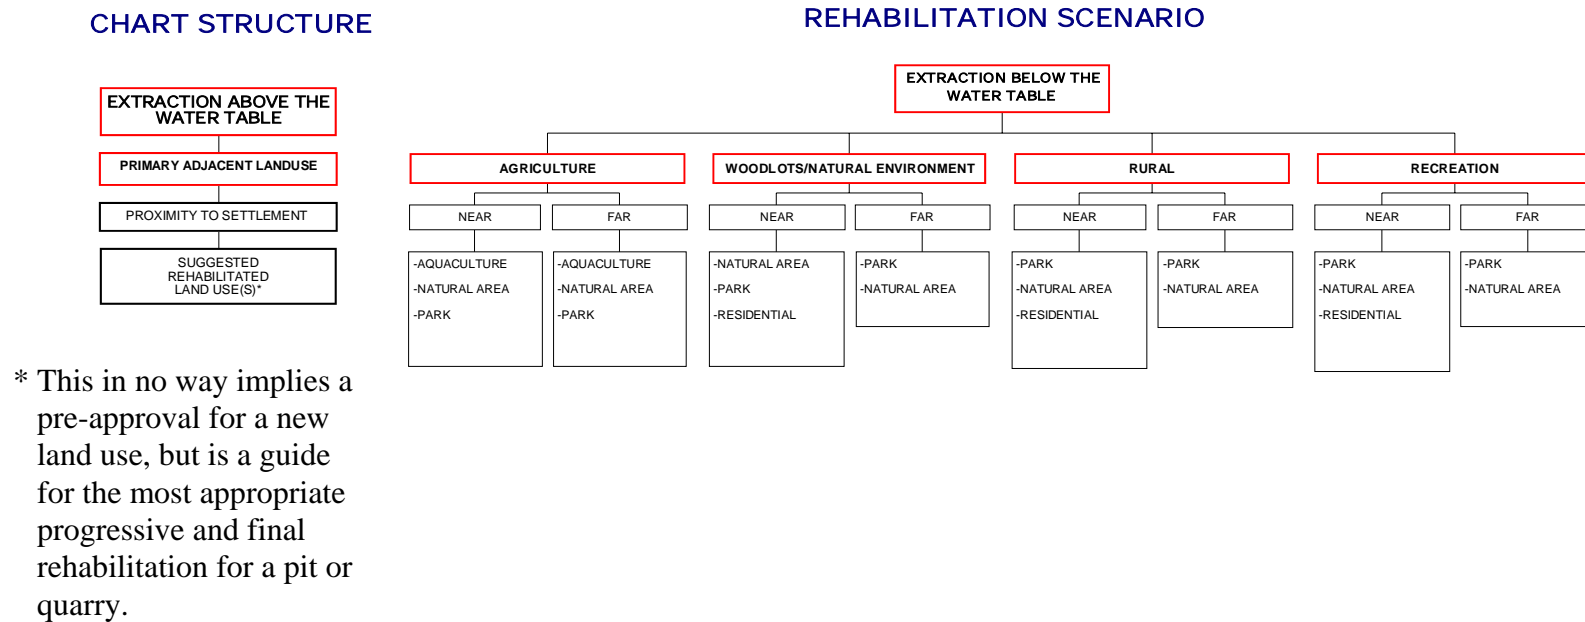 CHART STRUCTURE
REHABILITATION SCENARIO
EXTRACTION ABOVE THE
WATER TABLE
PRIMARY ADJACENT LANDUSE
PROXIMITY TO SETTLEMENT
SUGGESTED
REHABILITATED
LAND USE(S)*
* This in no way implies a
pre-approval for a new
land use, but is a guide
for the most appropriate
progressive and final
rehabilitation for a pit or
quarry.
EXTRACTION BELOW THE
WATER TABLE
AGRICULTURE
NEAR
-AQUACULTURE
-NATURAL AREA
-PARK
FAR
-AQUACULTURE
-NATURAL AREA
-PARK
WOODLOTS/NATURAL ENVIRONMENT
NEAR
-NATURAL AREA
-PARK
-RESIDENTIAL
FAR
-PARK
-NATURAL AREA
RURAL
NEAR
-PARK
-NATURAL AREA
-RESIDENTIAL
FAR
-PARK
-NATURAL AREA
RECREATION
NEAR
-PARK
-NATURAL AREA
-RESIDENTIAL
FAR
-PARK
-NATURAL AREA